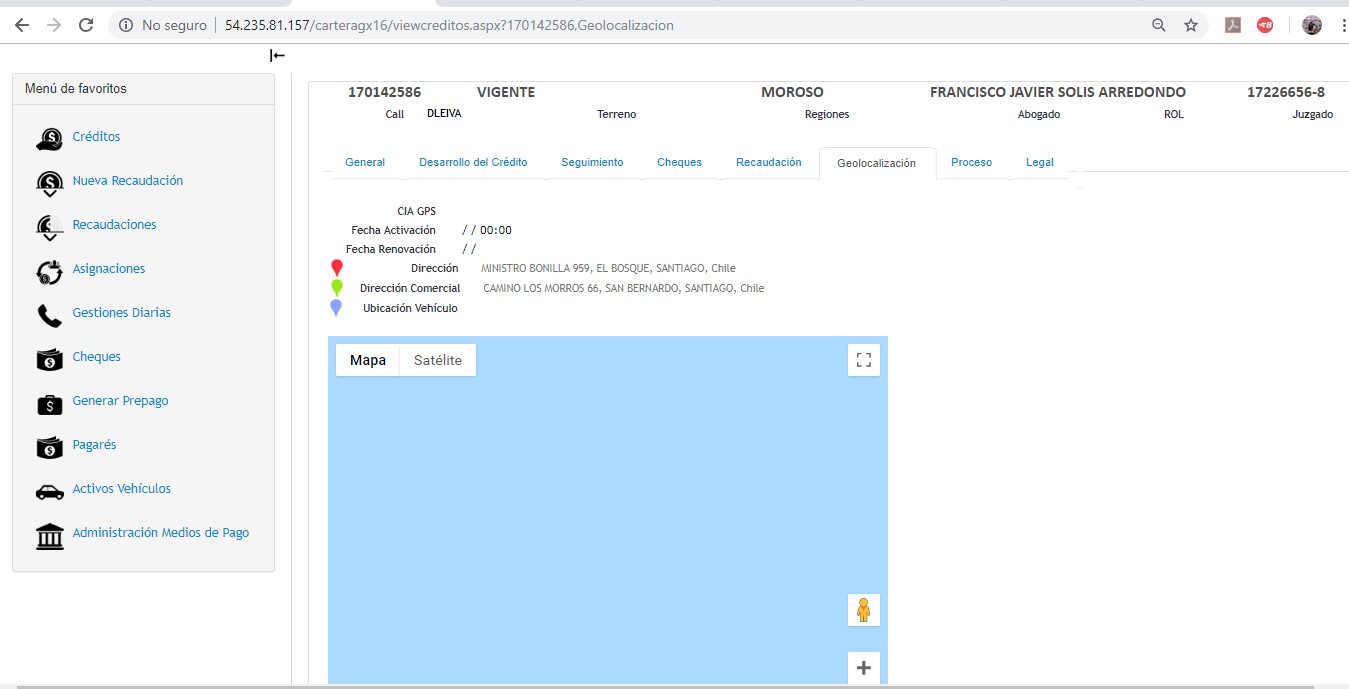 No seguro
54.235.81.157/carteragx16/viewcreditos.aspx?170142586,Geolocalizacion
Menú de favoritos
Créditos
Nueva Recaudación
Recaudaciones
Asignaciones
Gestiones Diarias
Cheques
Generar Prepago
Pagarés
Activos Vehículos
Administración Medios de Pago
170142586 VIGENTE MOROSO FRANCISCO JAVIER SOLIS ARREDONDO 17226656-8
Call DLEIVA Terreno Regiones Abogado ROL Juzgado
General Desarrollo del Crédito Seguimiento Cheques Recaudación Geolocalización Proceso Legal
CIA GPS
Fecha Activación / / 00:00
Fecha Renovación / /
Dirección MINISTRO BONILLA 959, EL BOSQUE, SANTIAGO, Chile
Dirección Comercial CAMINO LOS MORROS 66, SAN BERNARDO, SANTIAGO, Chile
Ubicación Vehículo
Mapa Satélite